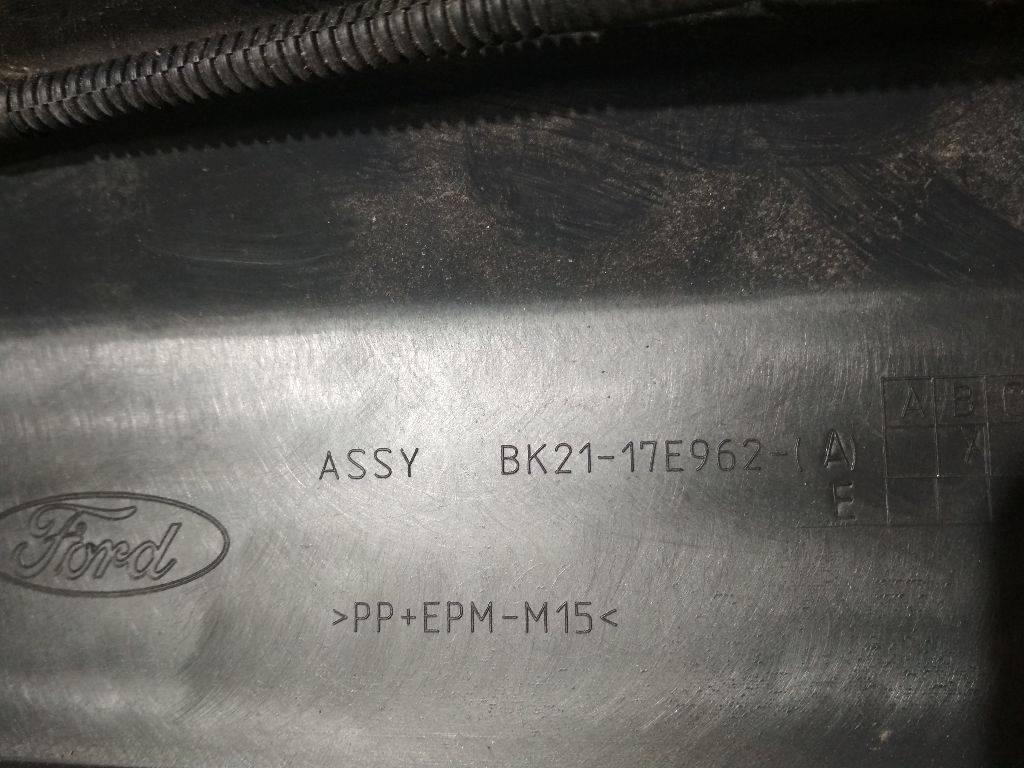 A B C
ASSY BK21-17E962-(A)
X
E
Ford
>PP+EPM-M15<